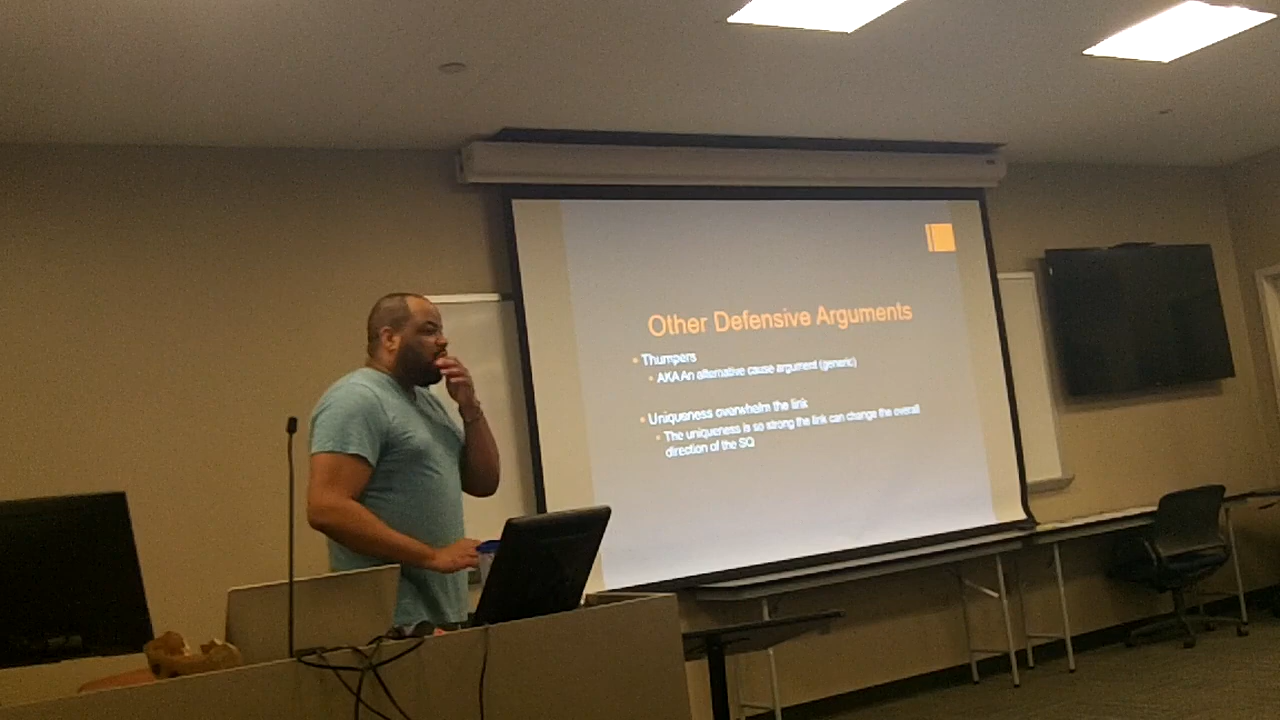 Other Defensive Arguments
Thumpers
AKA An alternative cause argument (generic)
Uniqueness overwhelm the link
The uniqueness is so strong the link can change the overall
direction of the SQ